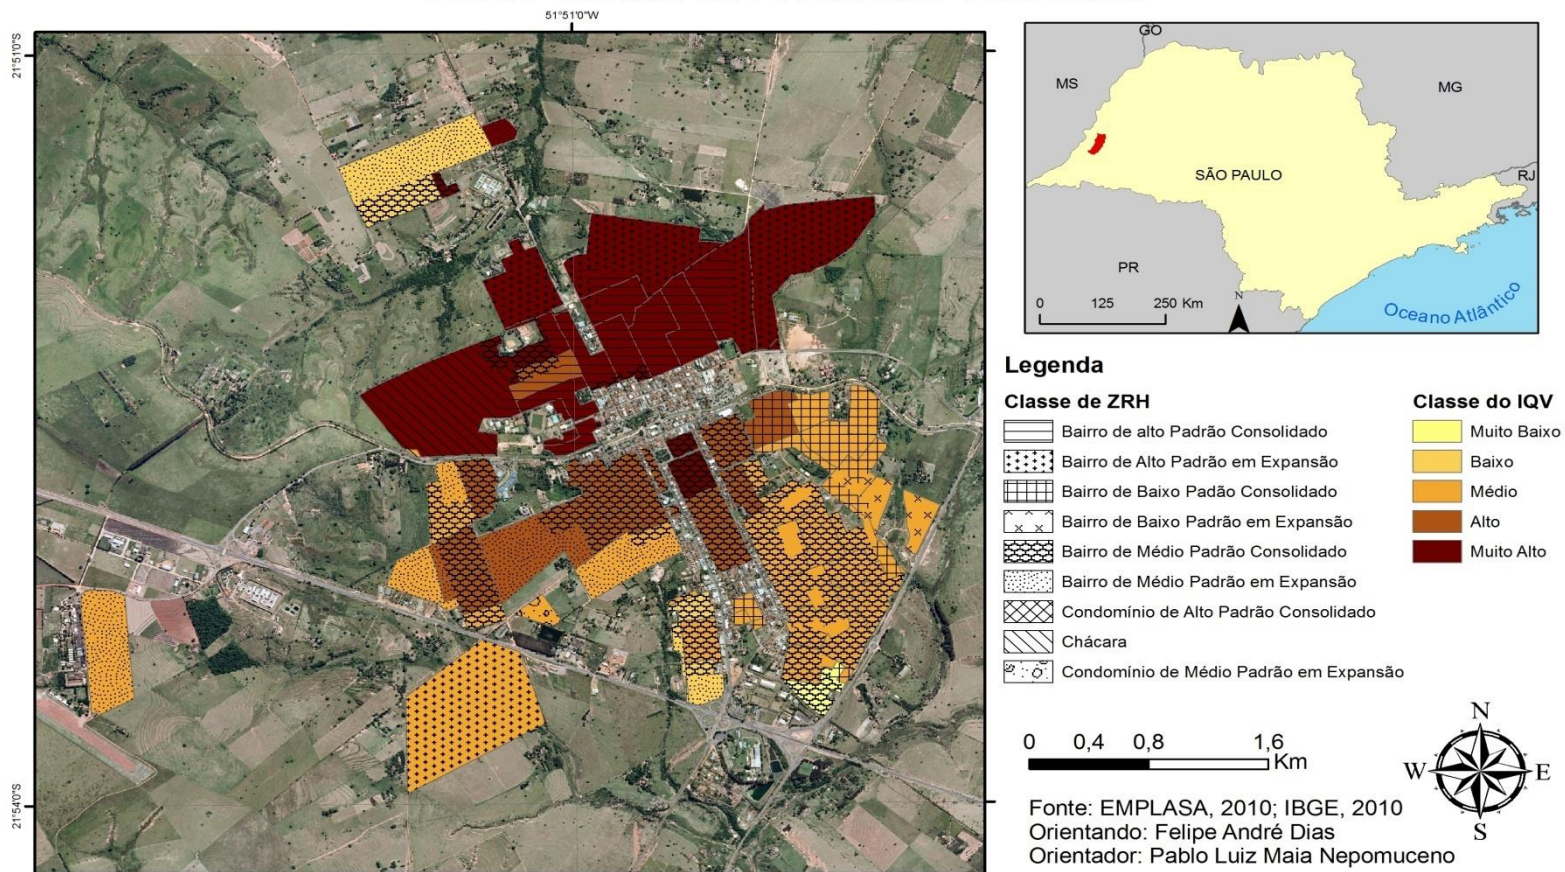 51°51'0"W
21°51'0"S
21°54'0"S
GO
MS
MG
SÃO PAULO
RJ
PR
N
0 125 250 Km
Oceano Atlântico
Legenda
Classe de ZRH
Bairro de alto Padrão Consolidado
Bairro de Alto Padrão em Expansão
Bairro de Baixo Padão Consolidado
Bairro de Baixo Padrão em Expansão
Bairro de Médio Padrão Consolidado
Bairro de Médio Padrão em Expansão
Condomínio de Alto Padrão Consolidado
Chácara
Condomínio de Médio Padrão em Expansão
Classe do IQV
Muito Baixo
Baixo
Médio
Alto
Muito Alto
0 0,4 0,8 1,6
Km
N
W E
S
Fonte: EMPLASA, 2010; IBGE, 2010
Orientando: Felipe André Dias
Orientador: Pablo Luiz Maia Nepomuceno